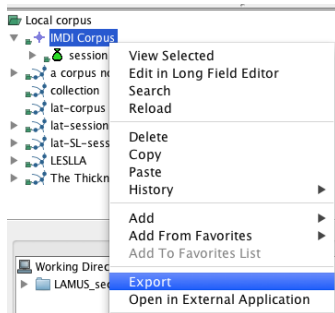 Local corpus
IMDI Corpus
session
a corpus no
collection
lat-corpus
lat-session
lat-SL-sess
LESLLA
The Thickn
View Selected
Edit in Long Field Editor
Search
Reload
Delete
Copy
Paste
History
Add
Add From Favorites
Add To Favorites List
Export
Open in External Application
Working Direc
LAMUS_sec